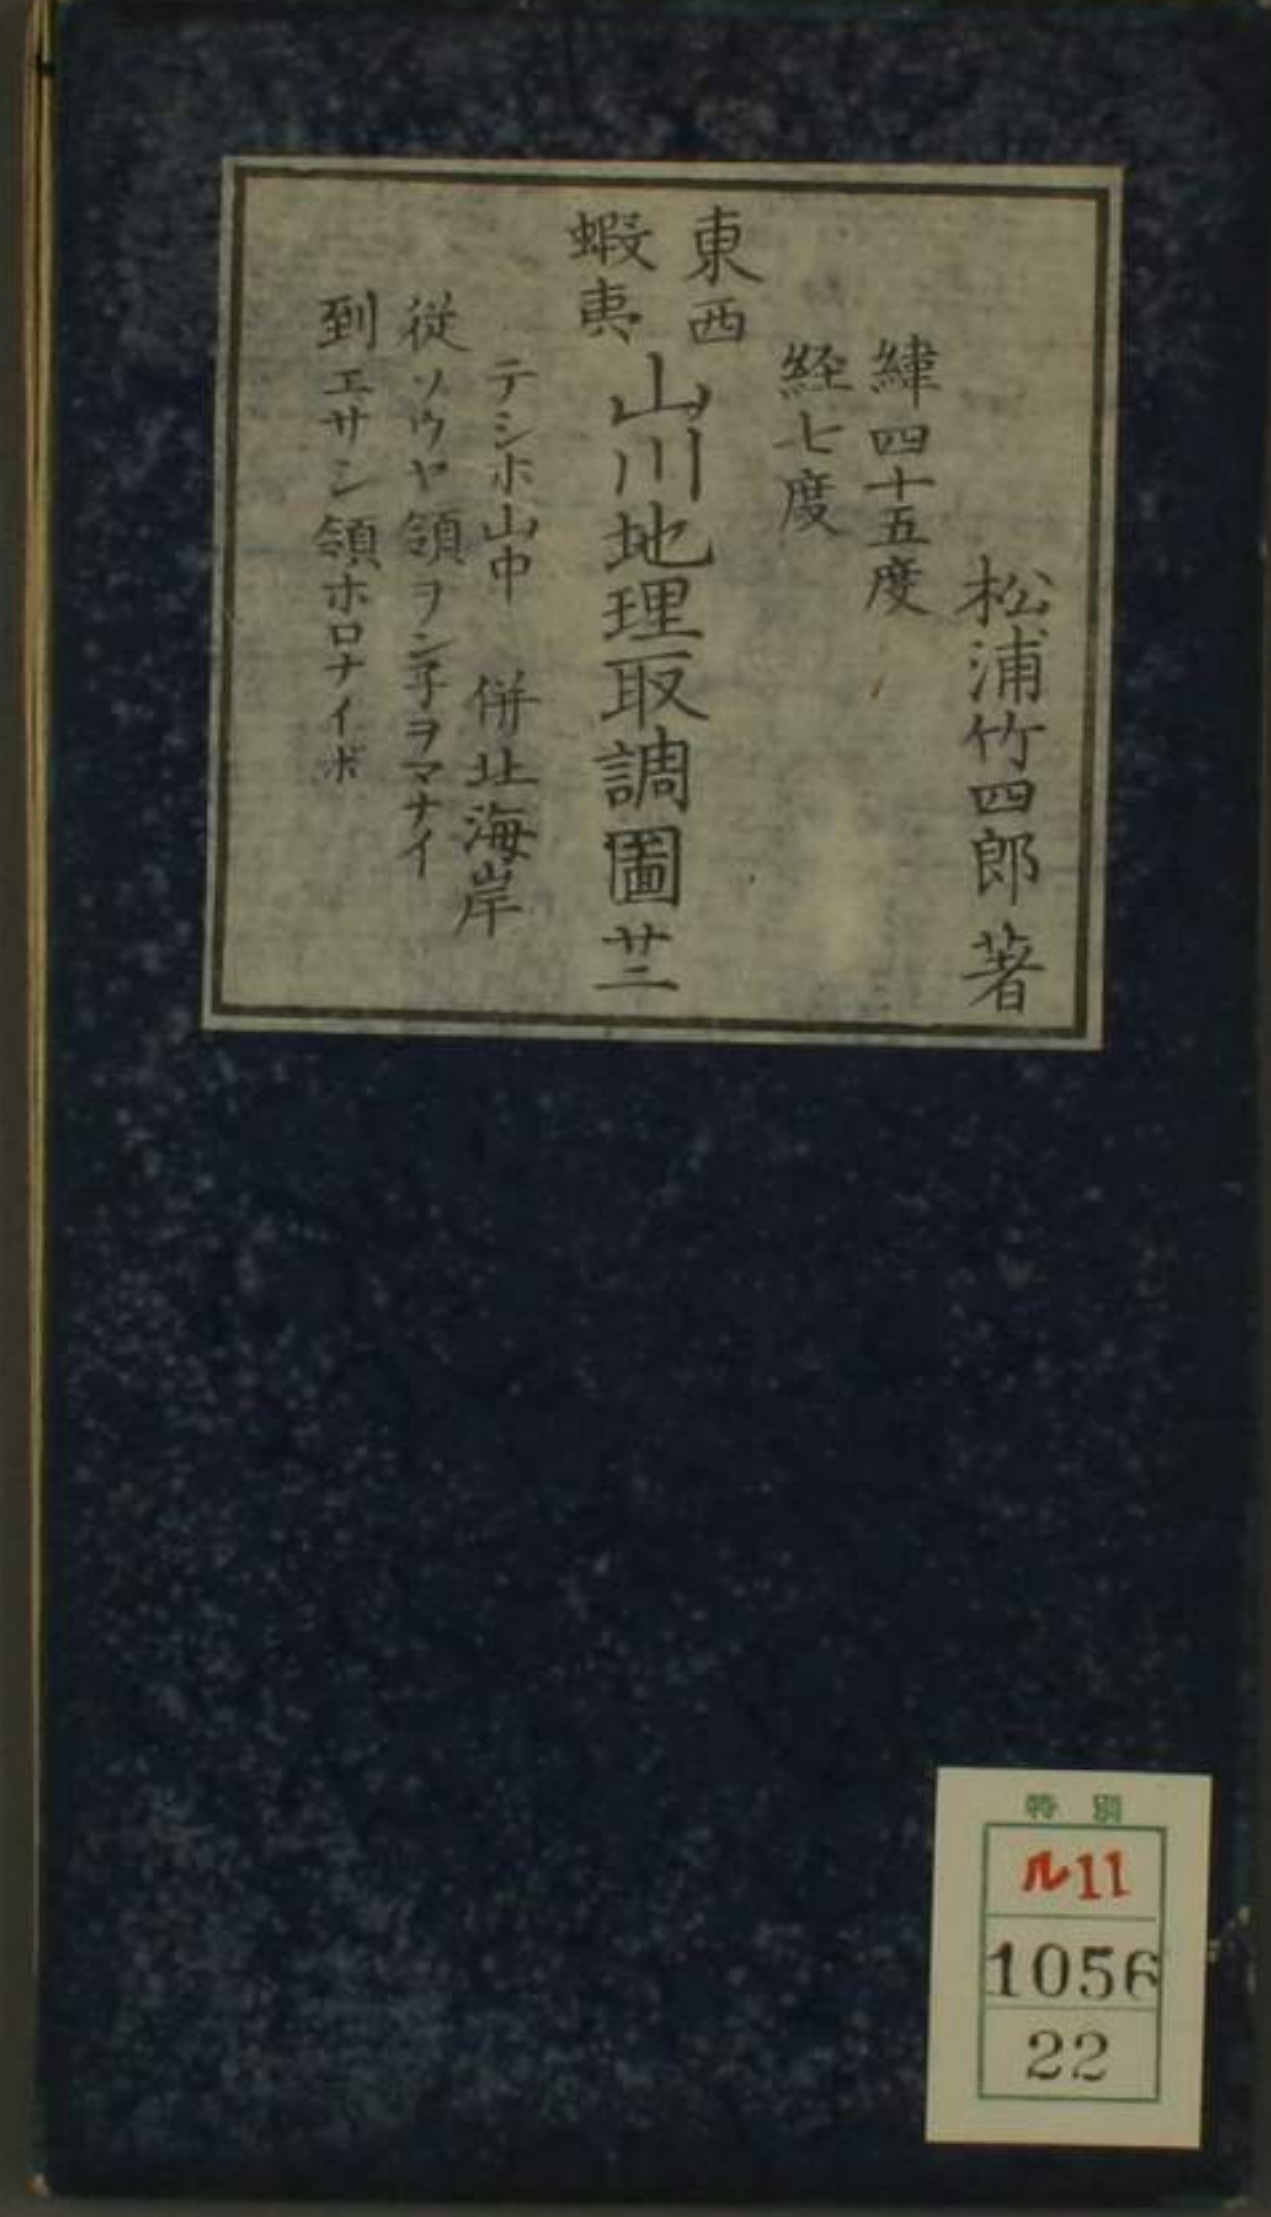 松浦竹四郎著
緯四十五度
経七度
東西
蝦夷
山川地理取調圖 廿二
テシホ山中 併北海岸
従ソウヤ領ヲン子ヲマナイ
到エサシ領ホロナイポ
特別
ル11
1056
22